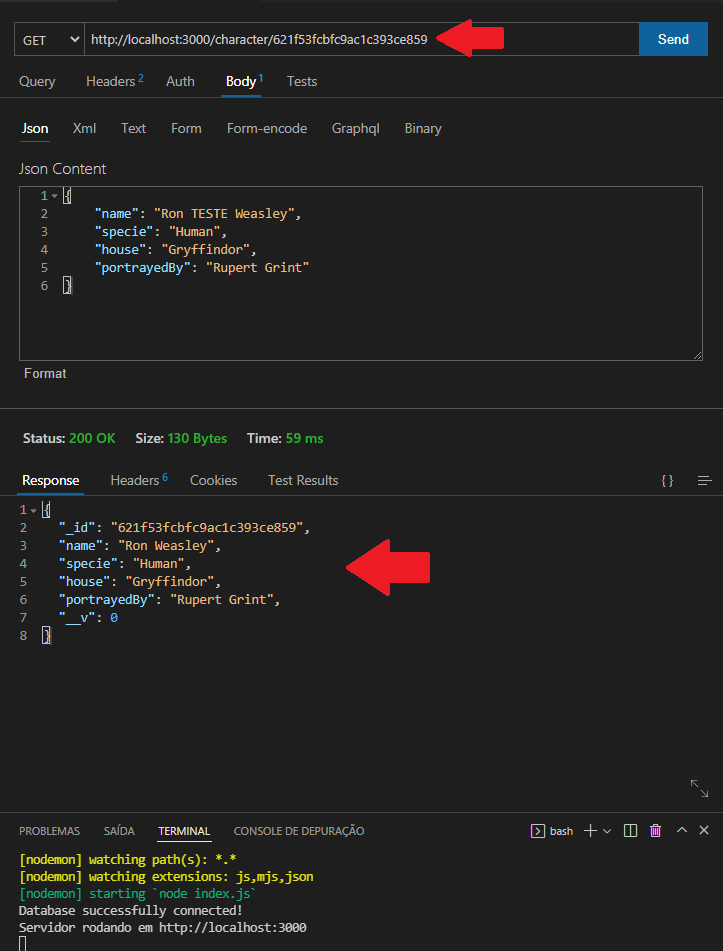 GET http://localhost:3000/character/621f53fcbfc9ac1c393ce859 Send
Query Headers 2 Auth Body 1 Tests
Json Xml Text Form Form-encode Graphql Binary
Json Content
1 {
2 "name": "Ron TESTE Weasley",
3 "specie": "Human",
4 "house": "Gryffindor",
5 "portrayedBy": "Rupert Grint"
6 }
Format
Status: 200 OK Size: 130 Bytes Time: 59 ms
Response Headers 6 Cookies Test Results { }
1 {
2 "_id": "621f53fcbfc9ac1c393ce859",
3 "name": "Ron Weasley",
4 "specie": "Human",
5 "house": "Gryffindor",
6 "portrayedBy": "Rupert Grint",
7 "__v": 0
8 }
PROBLEMAS SAÍDA TERMINAL CONSOLE DE DEPURAÇÃO bash
[nodemon] watching path(s): *.*
[nodemon] watching extensions: js,mjs,json
[nodemon] starting `node index.js`
Database successfully connected!
Servidor rodando em http://localhost:3000